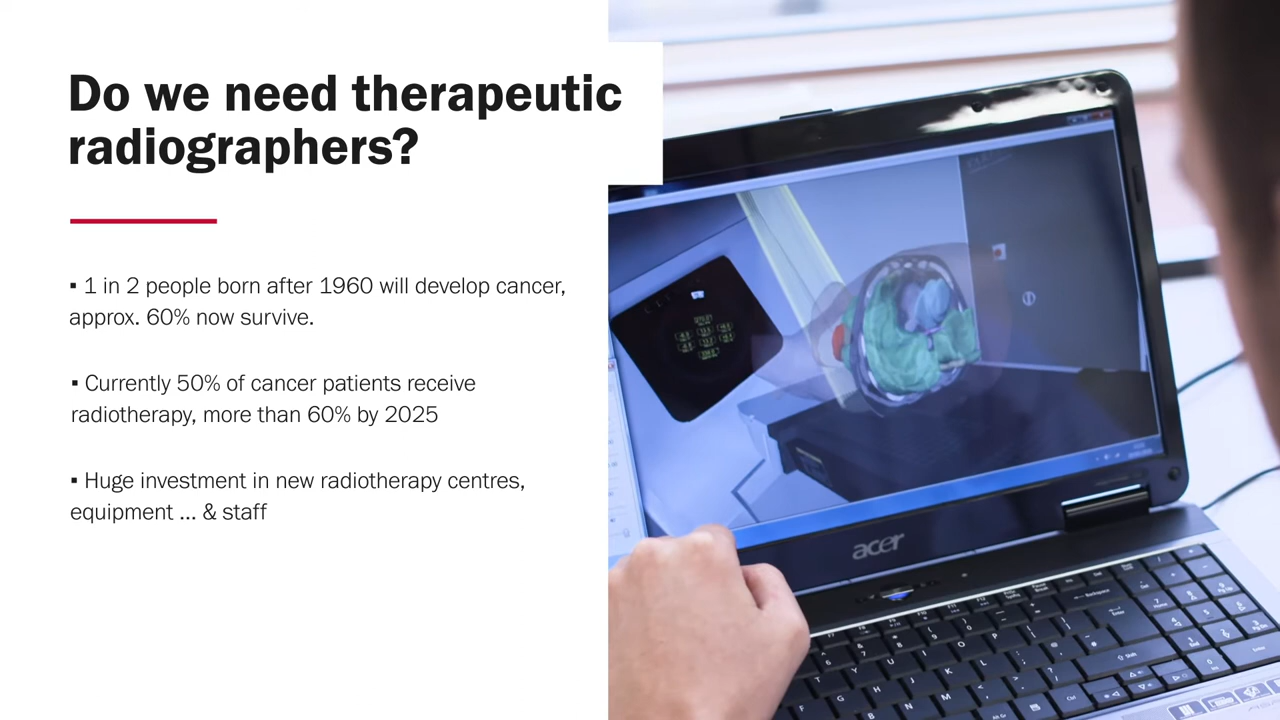 Do we need therapeutic
radiographers?
▪ 1 in 2 people born after 1960 will develop cancer,
approx. 60% now survive.
▪ Currently 50% of cancer patients receive
radiotherapy, more than 60% by 2025
▪ Huge investment in new radiotherapy centres,
equipment ... & staff
acer